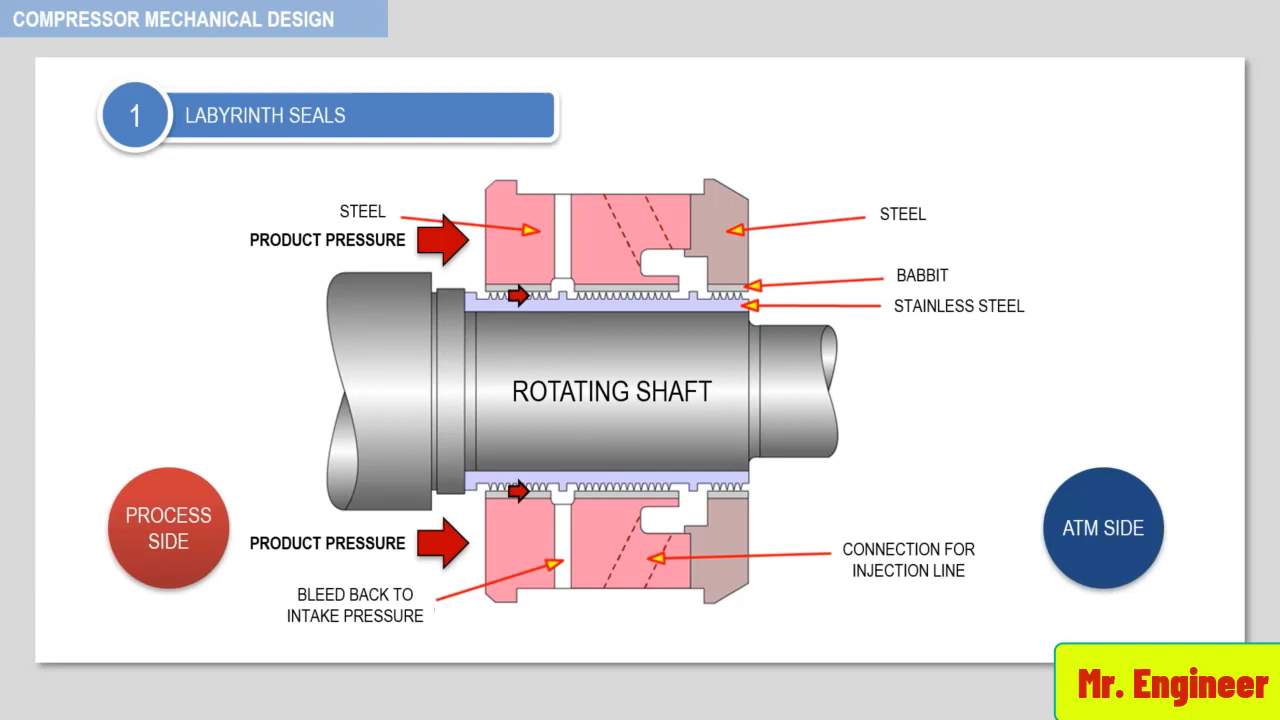 COMPRESSOR MECHANICAL DESIGN
1
LABYRINTH SEALS
STEEL
PRODUCT PRESSURE
STEEL
BABBIT
STAINLESS STEEL
ROTATING SHAFT
PROCESS
SIDE
PRODUCT PRESSURE
BLEED BACK TO
INTAKE PRESSURE
CONNECTION FOR
INJECTION LINE
ATM SIDE
Mr. Engineer